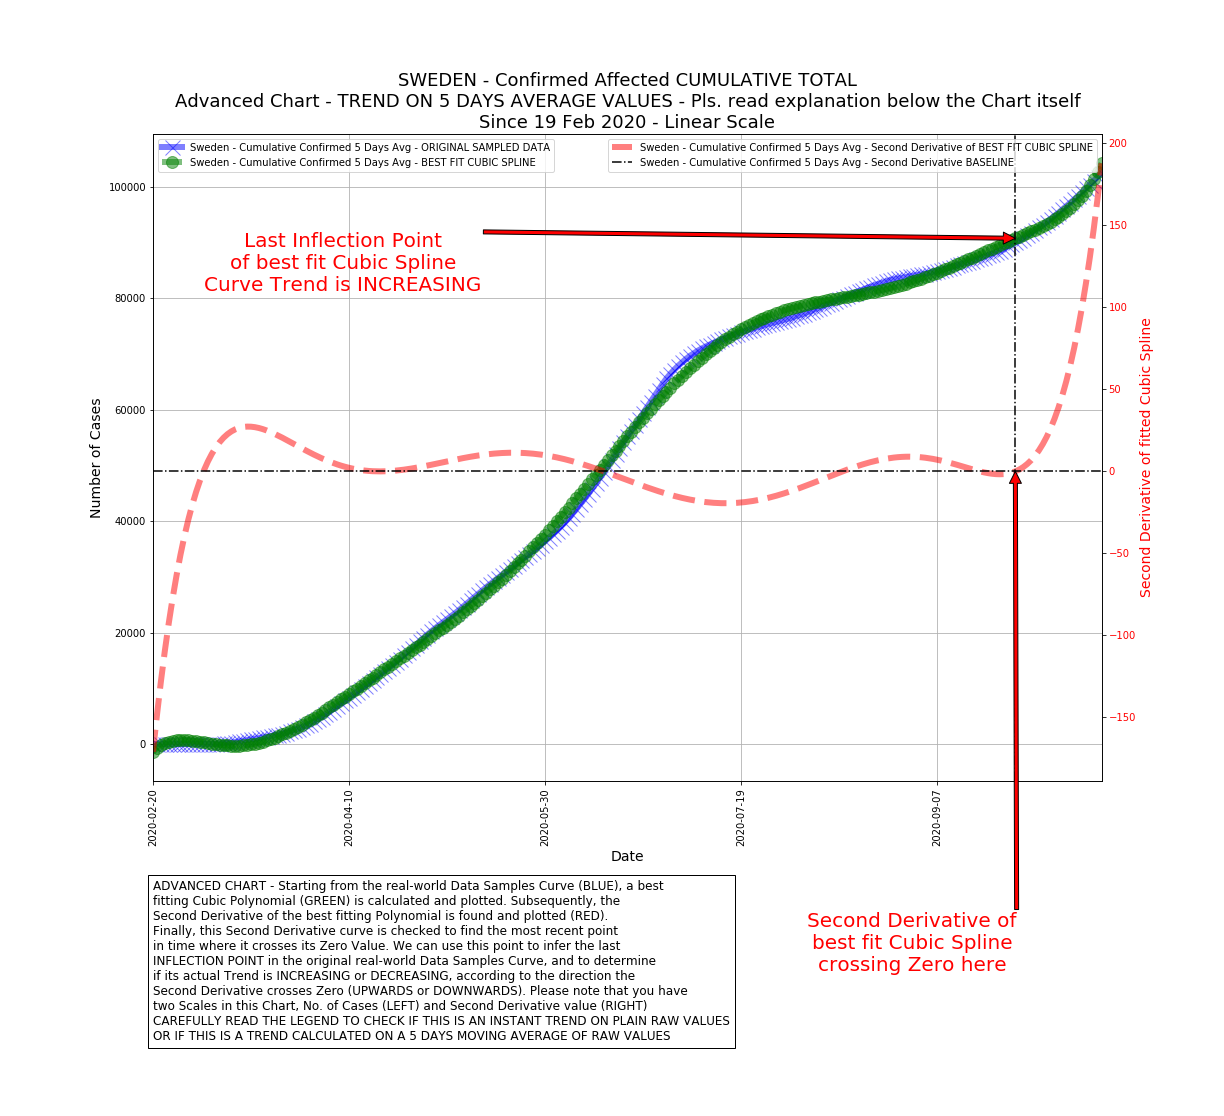 SWEDEN - Confirmed Affected CUMULATIVE TOTAL
Advanced Chart - TREND ON 5 DAYS AVERAGE VALUES - Pls. read explanation below the Chart itself
Since 19 Feb 2020 - Linear Scale
Sweden - Cumulative Confirmed 5 Days Avg - ORIGINAL SAMPLED DATA
Sweden - Cumulative Confirmed 5 Days Avg - BEST FIT CUBIC SPLINE
Sweden - Cumulative Confirmed 5 Days Avg - Second Derivative of BEST FIT CUBIC SPLINE
Sweden - Cumulative Confirmed 5 Days Avg - Second Derivative BASELINE
Last Inflection Point
of best fit Cubic Spline
Curve Trend is INCREASING
Number of Cases
100000
80000
60000
40000
20000
0
200
150
100
50
0
−50
−100
−150
Second Derivative of fitted Cubic Spline
2020-02-20
2020-04-10
2020-05-30
2020-07-19
2020-09-07
Date
ADVANCED CHART - Starting from the real-world Data Samples Curve (BLUE), a best
fitting Cubic Polynomial (GREEN) is calculated and plotted. Subsequently, the
Second Derivative of the best fitting Polynomial is found and plotted (RED).
Finally, this Second Derivative curve is checked to find the most recent point
in time where it crosses its Zero Value. We can use this point to infer the last
INFLECTION POINT in the original real-world Data Samples Curve, and to determine
if its actual Trend is INCREASING or DECREASING, according to the direction the
Second Derivative crosses Zero (UPWARDS or DOWNWARDS). Please note that you have
two Scales in this Chart, No. of Cases (LEFT) and Second Derivative value (RIGHT)
CAREFULLY READ THE LEGEND TO CHECK IF THIS IS AN INSTANT TREND ON PLAIN RAW VALUES
OR IF THIS IS A TREND CALCULATED ON A 5 DAYS MOVING AVERAGE OF RAW VALUES
Second Derivative of
best fit Cubic Spline
crossing Zero here